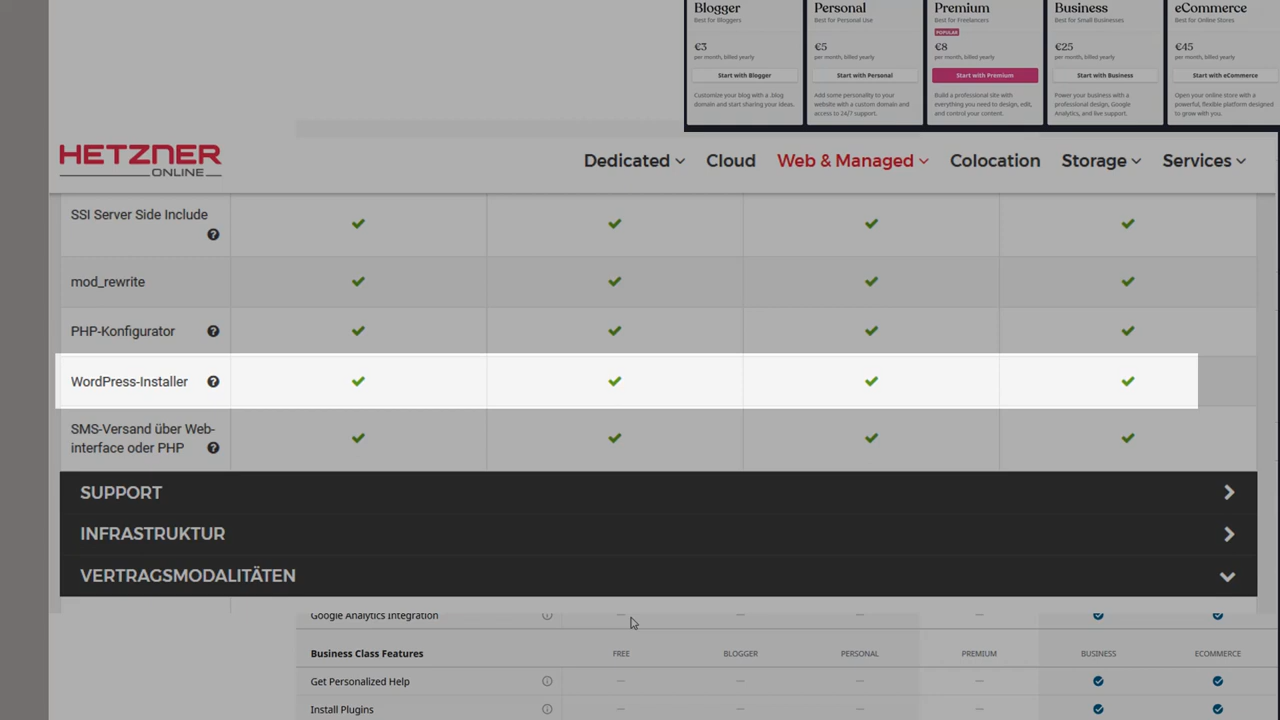 Blogger
Best for Bloggers
€3
per month, billed yearly
Start with Blogger
Customize your blog with a .blog
domain and start sharing your ideas.
Personal
Best for Personal Use
€5
per month, billed yearly
Start with Personal
Add some personality to your
website with a custom domain and
access to 24/7 support.
Premium
Best for Freelancers
POPULAR
€8
per month, billed yearly
Start with Premium
Build a professional site with
everything you need to design, edit,
and control your content.
Business
Best for Small Businesses
€25
per month, billed yearly
Start with Business
Power your business with a
professional design, Google
Analytics, and live support.
eCommerce
Best for Online Stores
€45
per month, billed yearly
Start with eCommerce
Open your online store with a
powerful, flexible platform designed
to grow with you.
HETZNER
ONLINE
Dedicated Cloud Web & Managed Colocation Storage Services
SSI Server Side Include
mod_rewrite
PHP-Konfigurator
WordPress-Installer
SMS-Versand über Web-
interface oder PHP
SUPPORT
INFRASTRUKTUR
VERTRAGSMODALITÄTEN
Google Analytics Integration
Business Class Features FREE BLOGGER PERSONAL PREMIUM BUSINESS ECOMMERCE
Get Personalized Help
Install Plugins